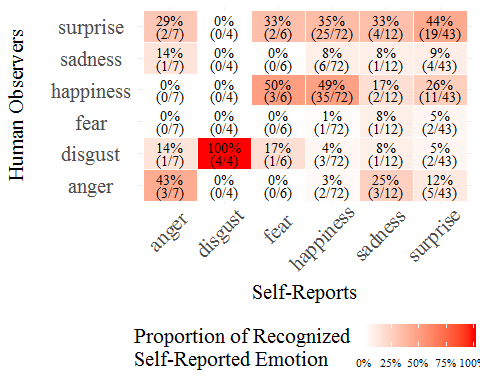 Human Observers
surprise 29% 0% 33% 35% 33% 44%
(2/7) (0/4) (2/6) (25/72) (4/12) (19/43)
sadness 14% 0% 0% 8% 8% 9%
(1/7) (0/4) (0/6) (6/72) (1/12) (4/43)
happiness 0% 0% 50% 49% 17% 26%
(0/7) (0/4) (3/6) (35/72) (2/12) (11/43)
fear 0% 0% 0% 1% 8% 5%
(0/7) (0/4) (0/6) (1/72) (1/12) (2/43)
disgust 14% 100% 17% 4% 8% 5%
(1/7) (4/4) (1/6) (3/72) (1/12) (2/43)
anger 43% 0% 0% 3% 25% 12%
(3/7) (0/4) (0/6) (2/72) (3/12) (5/43)
anger disgust fear happiness sadness surprise
Self-Reports
Proportion of Recognized
Self-Reported Emotion
0% 25% 50% 75% 100%